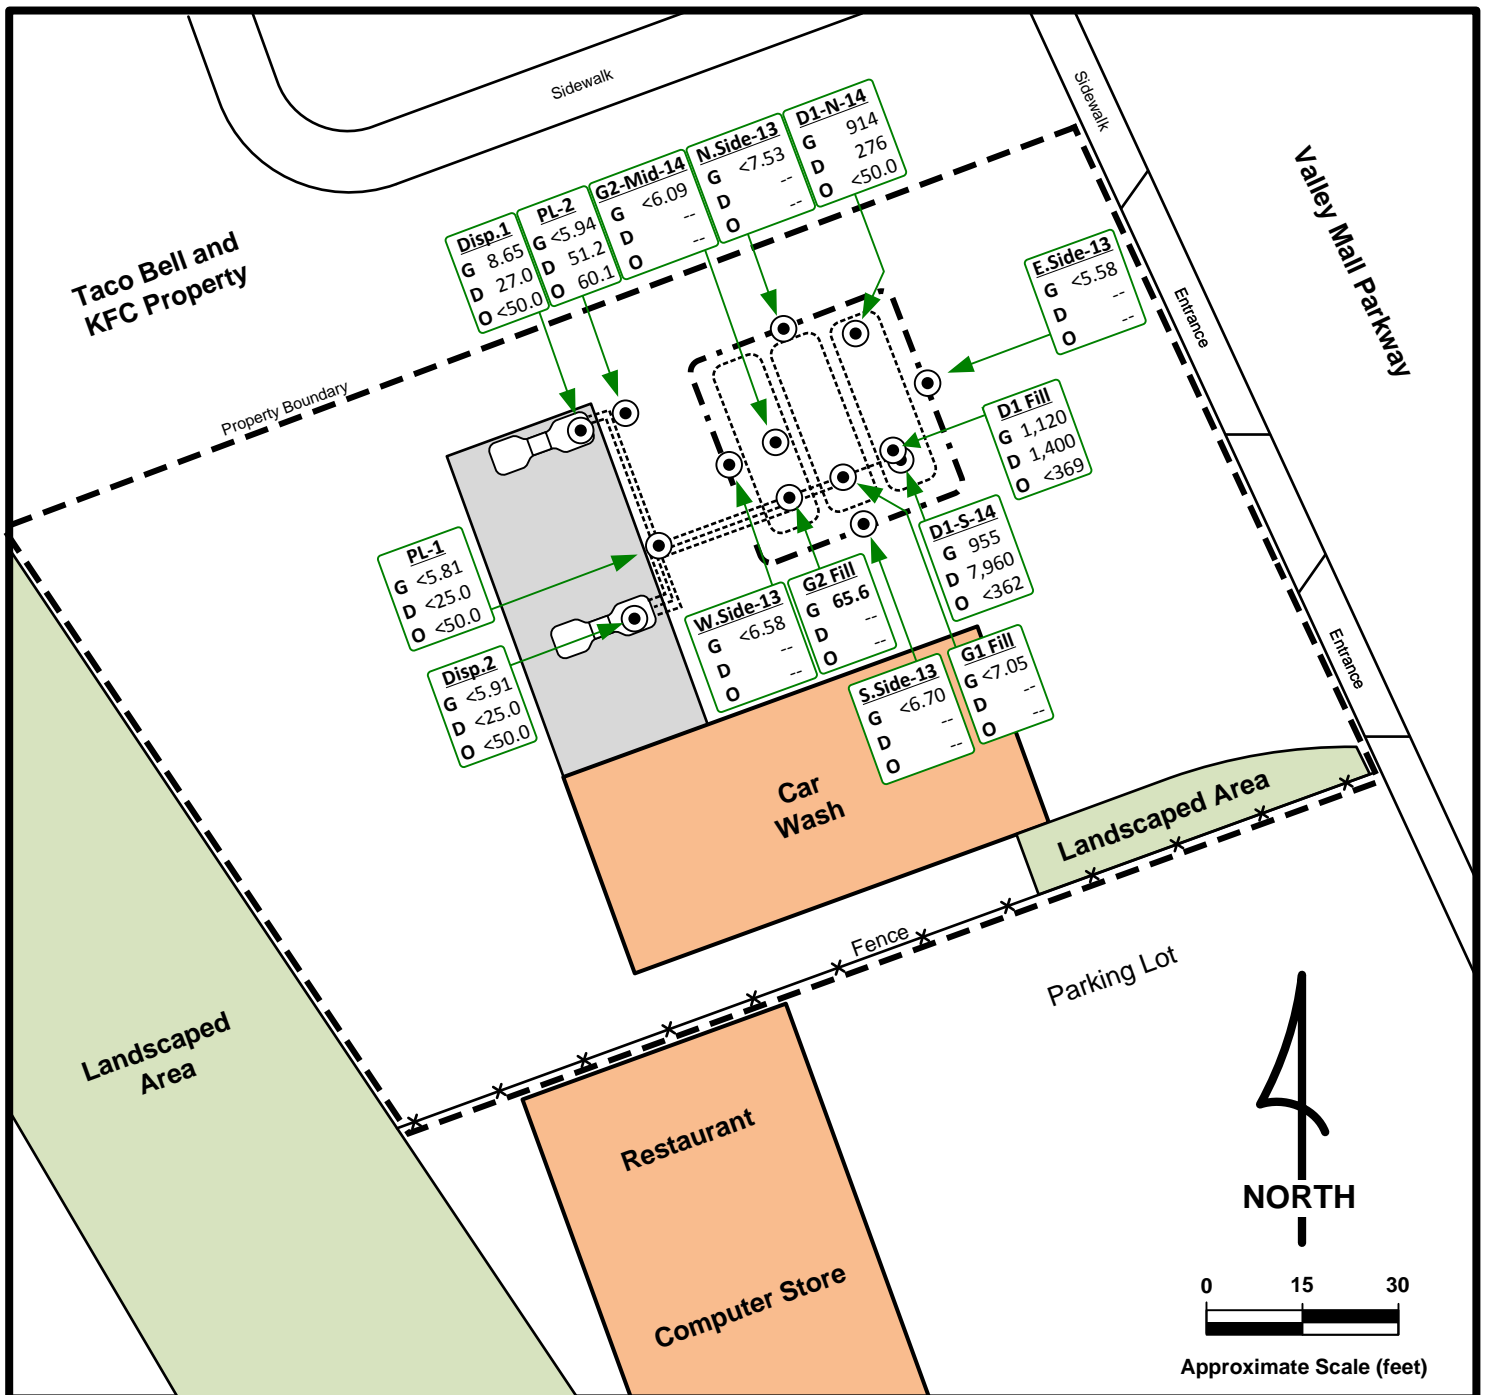 Sidewalk
Sidewalk
Valley Mall Parkway
Entrance
Entrance
Taco Bell and
KFC Property
Property Boundary
Disp.1
G 8.65
D 27.0
O <50.0
PL-2
G <5.94
D 51.2
O 60.1
G2-Mid-14
G <6.09
D --
O --
N.Side-13
G <7.53
D --
O --
D1-N-14
G 914
D 276
O <50.0
E.Side-13
G <5.58
D --
O --
D1 Fill
G 1,120
D 1,400
O <369
D1-S-14
G 955
D 7,960
O <362
PL-1
G <5.81
D <25.0
O <50.0
Disp.2
G <5.91
D <25.0
O <50.0
W.Side-13
G <6.58
D --
O --
G2 Fill
G 65.6
D --
O --
S.Side-13
G <6.70
D --
O --
G1 Fill
G <7.05
D --
O --
Car
Wash
Landscaped Area
Fence
Parking Lot
Landscaped
Area
Restaurant
Computer Store
NORTH
0 15 30
Approximate Scale (feet)